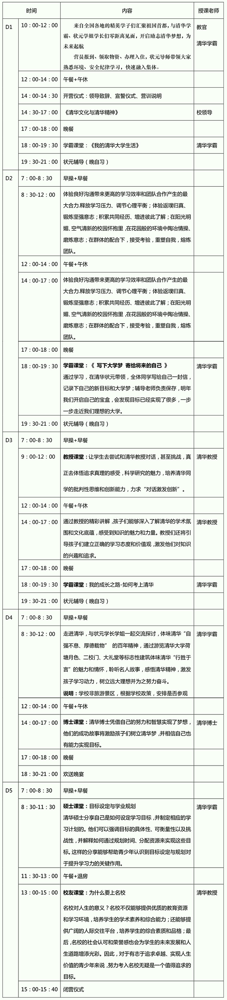 时间 内容 授课老师
D1 10：00-12：00 来自全国各地的精英学子们汇聚祖国首都，与清华学 教官
霸、状元学姐学长们零距离见面，开启励志清华梦想，为 清华学霸
未来起航
营员报到、领取物资、办理入住，状元导师带领大家
熟悉环境、安全纪律学习，快速融入集体。
12：00-14：00 午餐+午休
14：00-14：30 开营仪式：领导致辞、宣誓仪式、营训说明
14：30-17：00 《清华文化与清华精神》 校领导
17：00-18：00 晚餐
18：00-19：30 学霸课堂：《我的清华大学生活》 清华学霸
19：30-21：00 状元辅导（晚自习）
D2 7：00-8：30 早操+早餐
8：30-12：00 体验良好沟通带来更高的学习效率和团队合作产生的最
大合力.释放学习压力、调节心理平衡；体验返璞归真、
锻炼坚强意志；积累共同经历、增进彼此了解；在阳光明
媚、空气清新的校园怀抱里,在花园般的环境中陶冶情操、
磨炼意志；在群体的配合下，接受考验，重塑自我，熔炼
团队。
12：00-14：00 午餐+午休
14：00-17：00 体验良好沟通带来更高的学习效率和团队合作产生的最
大合力.释放学习压力、调节心理平衡；体验返璞归真、
锻炼坚强意志；积累共同经历、增进彼此了解；在阳光明
媚、空气清新的校园怀抱里,在花园般的环境中陶冶情操、
磨炼意志；在群体的配合下，接受考验，重塑自我，熔炼
团队。
17：00-18：00 晚餐
18：00-19：30 学霸课堂：《 写下大学梦 寄给将来的自己 》 清华学霸
通过学习，在清华状元带领，全体同学写给自己一封信，
记录下自己的新目标和大学梦；辅导老师负责保存，明年
我们开启自己的宝盒，会发现目标已经实现了很多，一步
一步走近我们理想的大学。
19：30-21：00 状元辅导（晚自习）
D3 7：00-8：30 早操+早餐
9：00-12：00 教授课堂：让学生去尝试和清华教授对话，甚至挑战，真 清华教授
正去体悟追求真理的感受，科学研究的魅力，培养清华同
学的批判性思维和创新能力，力求“对话激发创新”。
12：00-14：00 午餐+午休
14：00-17：00 通过教授的精彩讲解,孩子们能够深入了解清华的学术氛 清华教授
围和文化底蕴，感受到知识的魅力和力量。教授们还将引
导孩子们建立正确的学习态度和价值观,激发他们对知识
的兴趣和追求。
17：00-18：00 晚餐
18：00-19：30 学霸课堂：我的成长之路-如何考上清华 清华学霸
19：30-21：00 状元辅导（晚自习）
D4 7：00-8：30 早操+早餐
8：30-12：00 走进清华，与状元学长学姐一起交流探讨，体味清华“自 清华学霸
强不息、厚德载物” 的百年精神，通过游览清华大学荷
塘月色、二校门、大礼堂等标志性建筑体味清华“行胜于
言”的魅力和情怀，聆听名人故事，感悟清华精神，激发
孩子学习动力，树立远大理想并为之努力奋斗。
说明：学校非旅游景区，根据学校政策，安排是否参观
12：00-14：00 午餐+午休
14：00-17：00 博士课堂：清华博士凭借自己的努力和智慧实现了梦想， 清华博士
他们的成功故事将激励孩子们树立清华梦,并相信自己也
有能力实现目标。
17：00-18：00 晚餐
18：30-21：00 欢送晚宴
D5 7：00-8：30 早操+早餐
8：30-11：30 硕士课堂：目标设定与学业规划 清华学霸
清华硕士分享自己是如何设定学习目标,并制定相应的学
习计划的。他们可以强调目标的具体性、可衡量性以及挑
战性，并解释如何通过规划时间、分配资源来实现这些目
标。这样的分享能够帮助青少年认识到目标设定与规划对
于提升学习力的关键作用。
11：30-13：00 午餐+退房
13：00-15：00 校友课堂：为什么要上名校 清华教授
名校对人生的意义？名校不仅能够提供优质的教育资源
和学习环境，培养学生的学术素养和综合能力；还能够提
供广阔的人际交往平台，培养学生的综合素质和品格；最
后,名校的社会认可和荣誉感也会为学生的未来发展和人
生道路增添光彩。因此，对于有志于追求卓越、实现人生
价值的青少年来说,努力考入名校无疑是一个值得追求的
目标。
15：00-15：40 闭营仪式